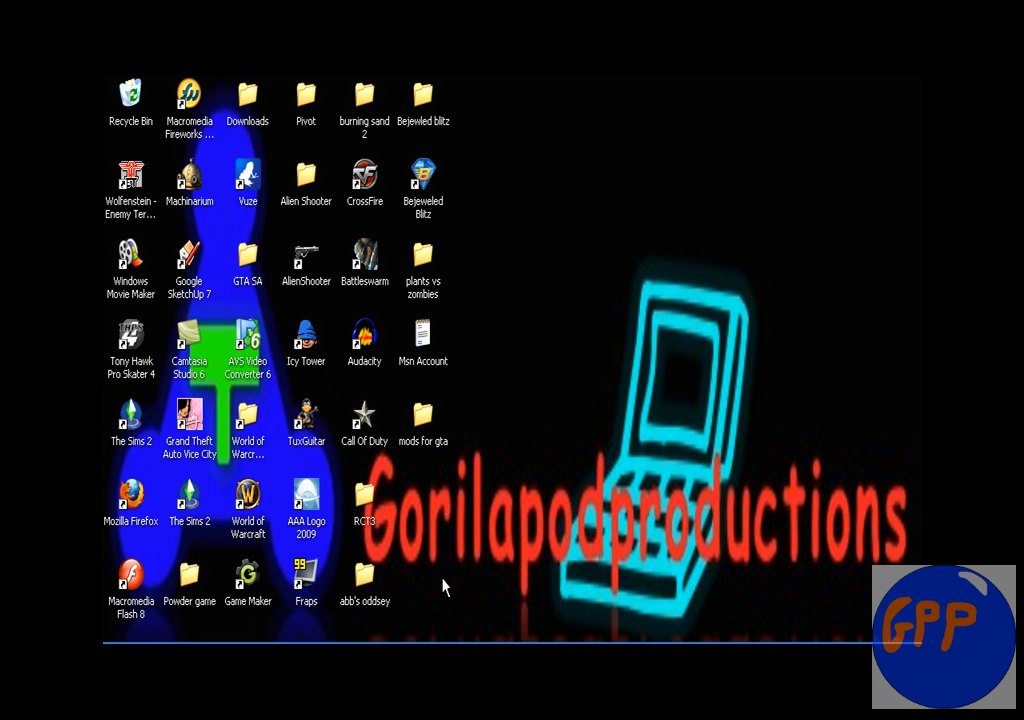 Recycle Bin
Macromedia
Fireworks ...
Downloads
Pivot
burning sand
2
Bejewled blitz
Wolfenstein -
Enemy Ter...
Machinarium
Vuze
Alien Shooter
CrossFire
Bejeweled
Blitz
Windows
Movie Maker
Google
SketchUp 7
GTA SA
AlienShooter
Battleswarm
plants vs
zombies
Tony Hawk
Pro Skater 4
Camtasia
Studio 6
AVS Video
Converter 6
Icy Tower
Audacity
Msn Account
The Sims 2
Grand Theft
Auto Vice City
World of
Warcr...
TuxGuitar
Call Of Duty
mods for gta
Mozilla Firefox
The Sims 2
World of
Warcraft
AAA Logo
2009
RCT3
Gorilapodproductions
Macromedia
Flash 8
Powder game
Game Maker
99
Fraps
abb's oddsey
GPP